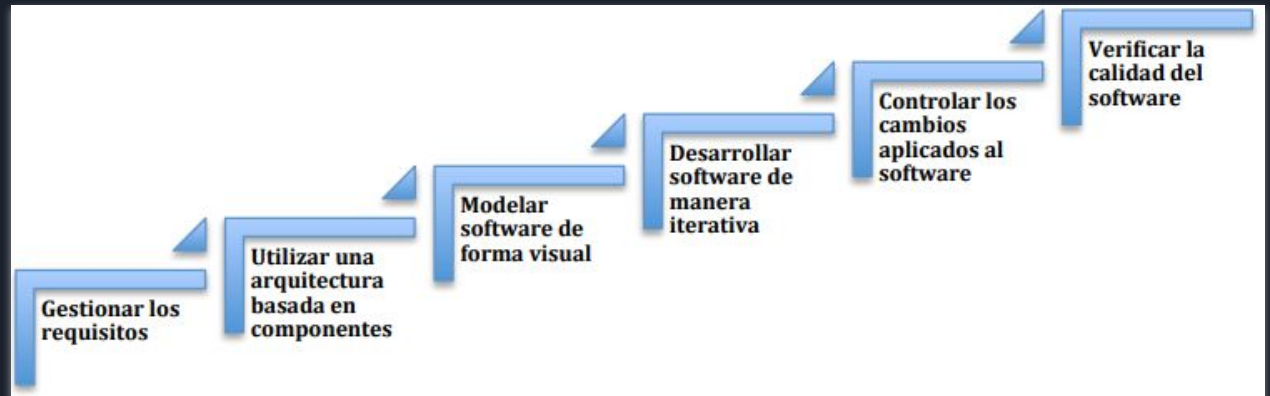 Gestionar los
requisitos
Utilizar una
arquitectura
basada en
componentes
Modelar
software de
forma visual
Desarrollar
software de
manera
iterativa
Controlar los
cambios
aplicados al
software
Verificar la
calidad del
software